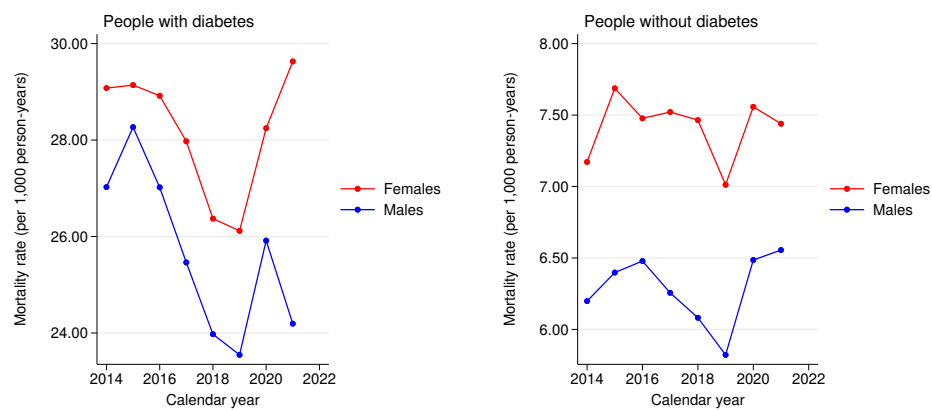 People with diabetes
Mortality rate (per 1,000 person-years)
30.00
28.00
26.00
24.00
2014 2016 2018 2020 2022
Calendar year
Females
Males
People without diabetes
Mortality rate (per 1,000 person-years)
8.00
7.50
7.00
6.50
6.00
2014 2016 2018 2020 2022
Calendar year
Females
Males